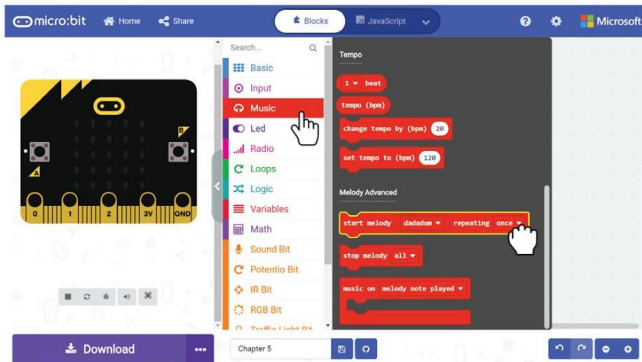 micro:bit
Home
Share
Blocks
JavaScript
Microsoft
B
A
0 1 2 3V GND
Download
Search...
Basic
Input
Music
Led
Radio
Loops
Logic
Variables
Math
Sound Bit
Potentio Bit
IR Bit
RGB Bit
Traffic Light Bit
Tempo
1 beat
tempo (bpm)
change tempo by (bpm) 20
set tempo to (bpm) 120
Melody Advanced
start melody dadadum repeating once
stop melody all
music on melody note played
Chapter 5